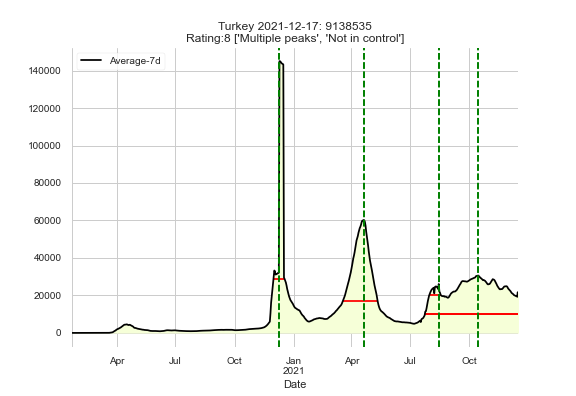 Turkey 2021-12-17: 9138535
Rating:8 ['Multiple peaks', 'Not in control']
Average-7d
140000
120000
100000
80000
60000
40000
20000
0
Apr Jul Oct Jan Apr Jul Oct
2021
Date